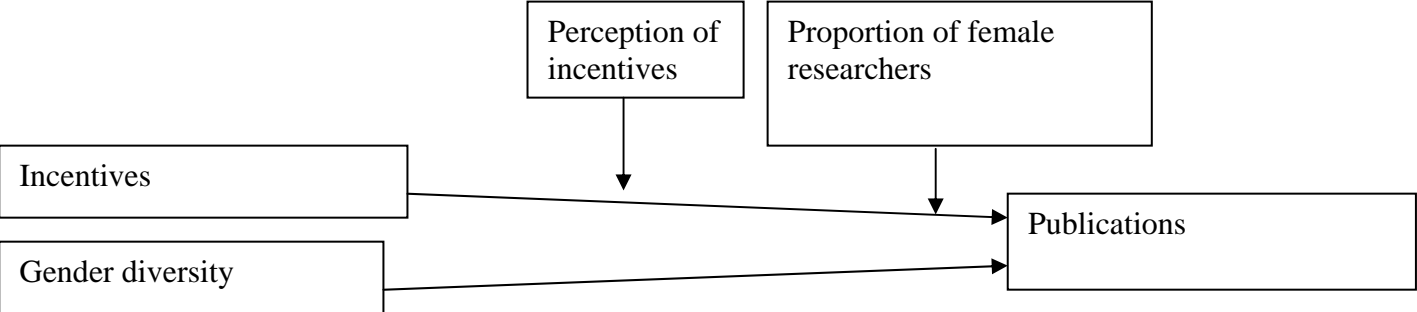 Perception of
incentives
Proportion of female
researchers
Incentives
Publications
Gender diversity